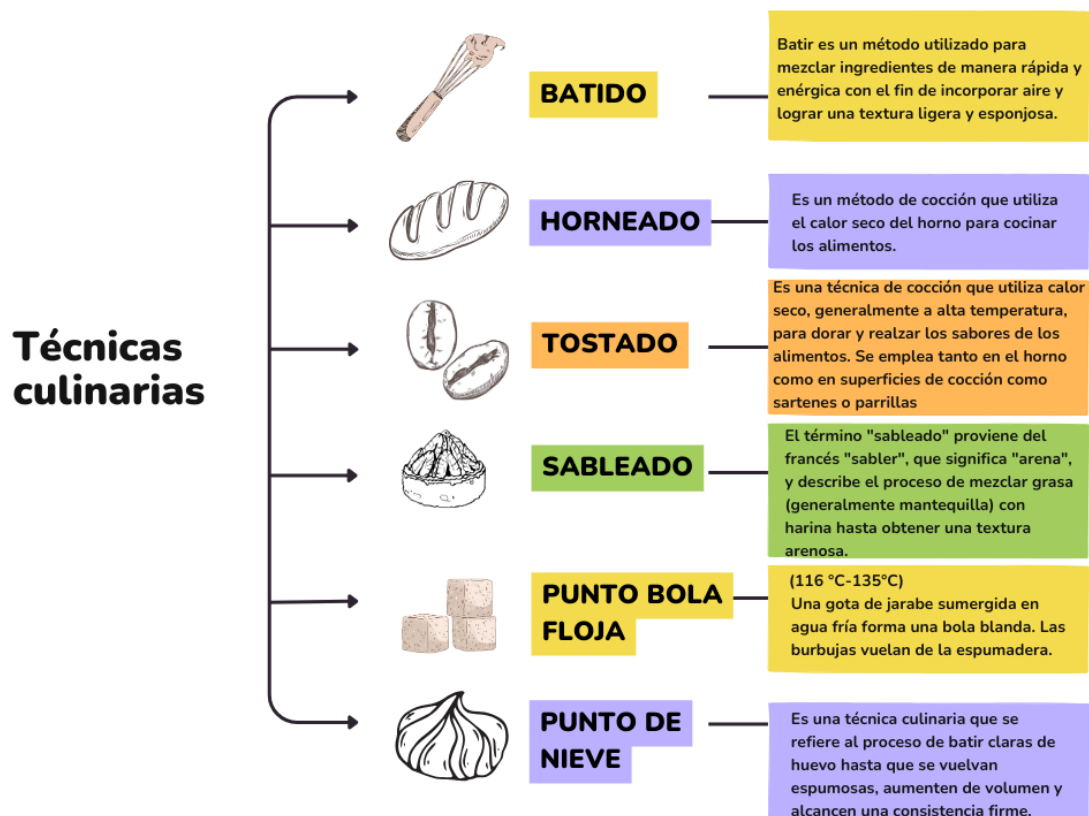 Técnicas
culinarias
BATIDO
Batir es un método utilizado para
mezclar ingredientes de manera rápida y
enérgica con el fin de incorporar aire y
lograr una textura ligera y esponjosa.
HORNEADO
Es un método de cocción que utiliza
el calor seco del horno para cocinar
los alimentos.
TOSTADO
Es una técnica de cocción que utiliza calor
seco, generalmente a alta temperatura,
para dorar y realzar los sabores de los
alimentos. Se emplea tanto en el horno
como en superficies de cocción como
sartenes o parrillas
SABLEADO
El término "sableado" proviene del
francés "sabler", que significa "arena",
y describe el proceso de mezclar grasa
(generalmente mantequilla) con
harina hasta obtener una textura
arenosa.
PUNTO BOLA
FLOJA
(116 °C-135°C)
Una gota de jarabe sumergida en
agua fría forma una bola blanda. Las
burbujas vuelan de la espumadera.
PUNTO DE
NIEVE
Es una técnica culinaria que se
refiere al proceso de batir claras de
huevo hasta que se vuelvan
espumosas, aumenten de volumen y
alcancen una consistencia firme.